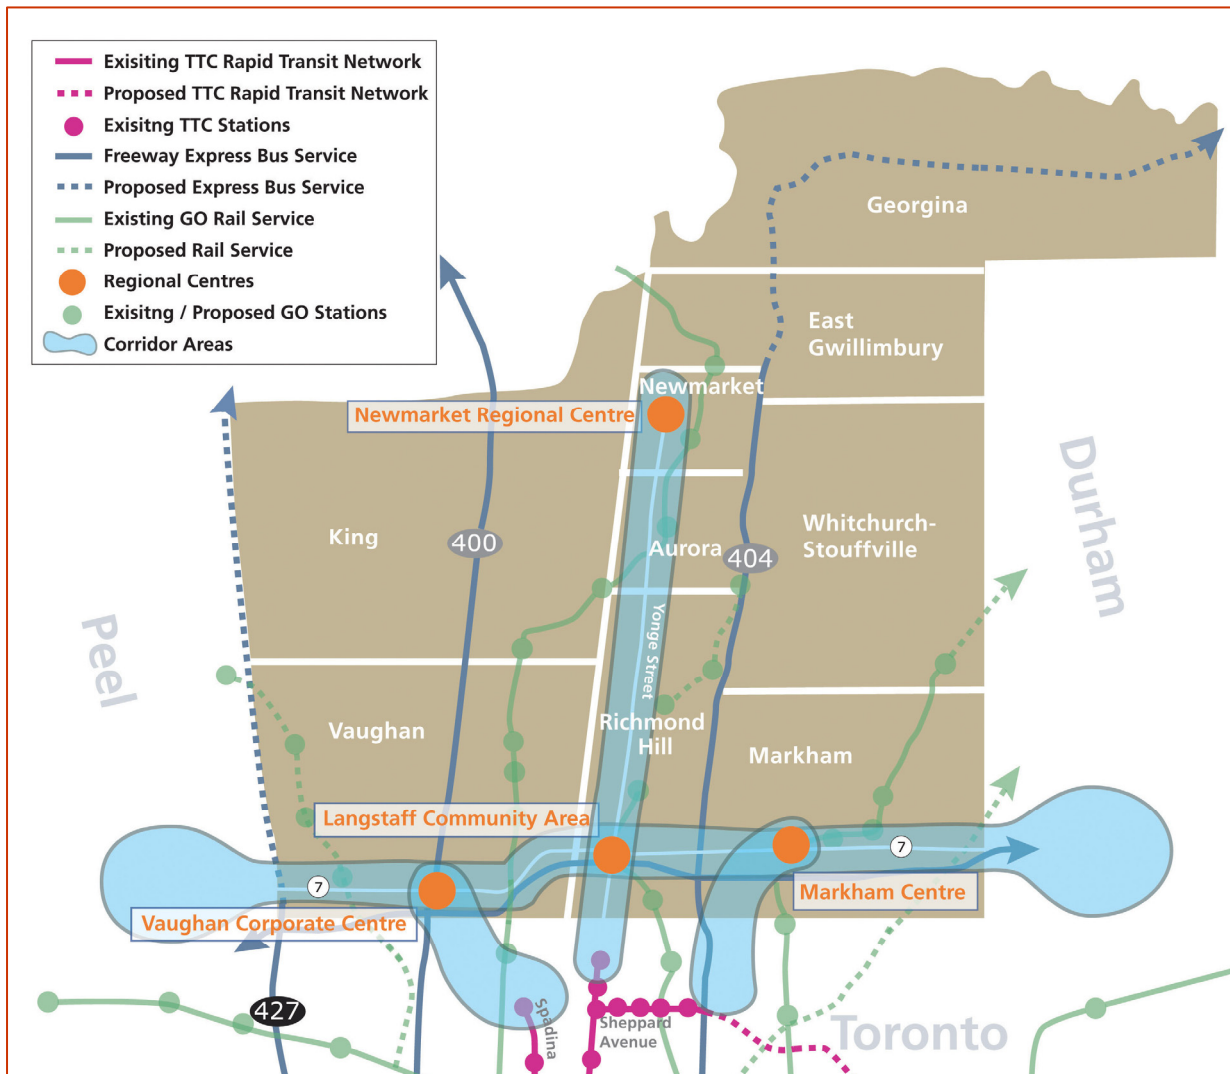 Exisiting TTC Rapid Transit Network
Proposed TTC Rapid Transit Network
Exisitng TTC Stations
Freeway Express Bus Service
Proposed Express Bus Service
Existing GO Rail Service
Proposed Rail Service
Regional Centres
Exisitng / Proposed GO Stations
Corridor Areas
Georgina
East
Gwillimbury
Newmarket
Newmarket Regional Centre
King
400
Aurora
404
Whitchurch-
Stouffville
Durham
Peel
Yonge Street
Vaughan
Richmond
Hill
Markham
Langstaff Community Area
7
7
Markham Centre
Vaughan Corporate Centre
427
Spadina
Sheppard
Avenue
Toronto